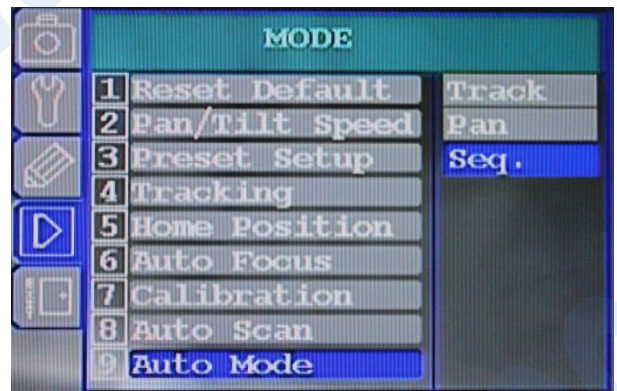 MODE
1 Reset Default
2 Pan/Tilt Speed
3 Preset Setup
4 Tracking
5 Home Position
6 Auto Focus
7 Calibration
8 Auto Scan
9 Auto Mode
Track
Pan
Seq.